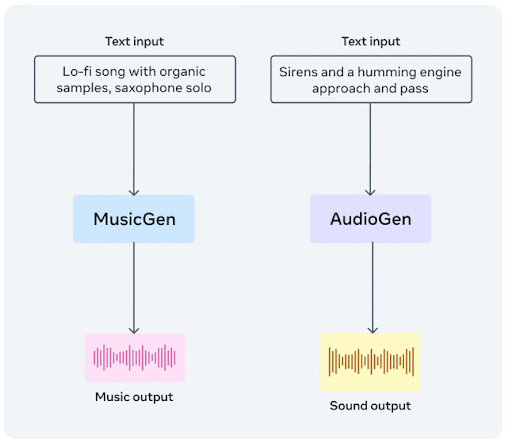 Text input
Lo-fi song with organic
samples, saxophone solo
MusicGen
Music output
Text input
Sirens and a humming engine
approach and pass
AudioGen
Sound output